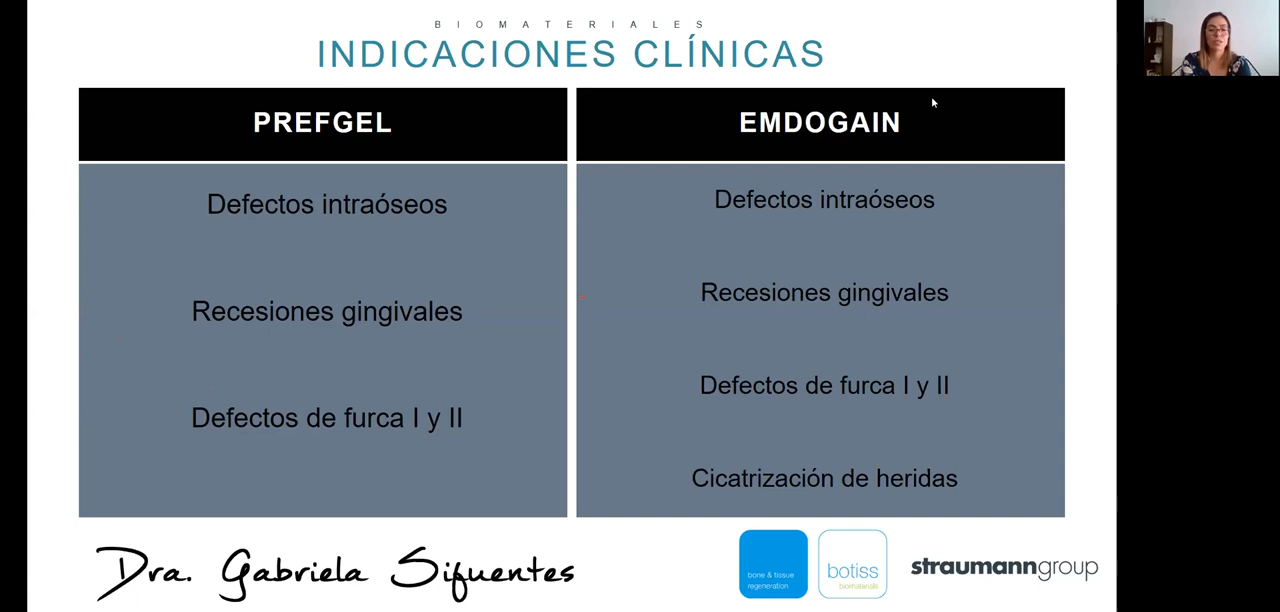 BIOMATERIALES
INDICACIONES CLÍNICAS
PREFGEL
Defectos intraóseos
Recesiones gingivales
Defectos de furca I y II
EMDOGAIN
Defectos intraóseos
Recesiones gingivales
Defectos de furca I y II
Cicatrización de heridas
Dra. Gabriela Sifuentes
bone & tissue
regeneration
botiss
biomaterials
straumanngroup